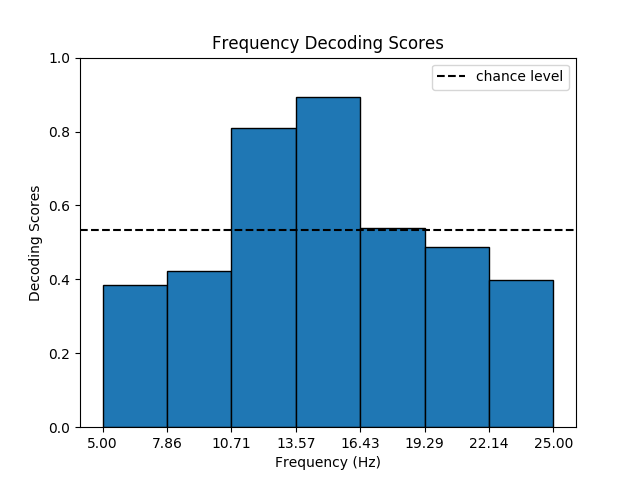 Frequency Decoding Scores
1.0
chance level
0.8
0.6
Decoding Scores
0.4
0.2
0.0
5.00 7.86 10.71 13.57 16.43 19.29 22.14 25.00
Frequency (Hz)